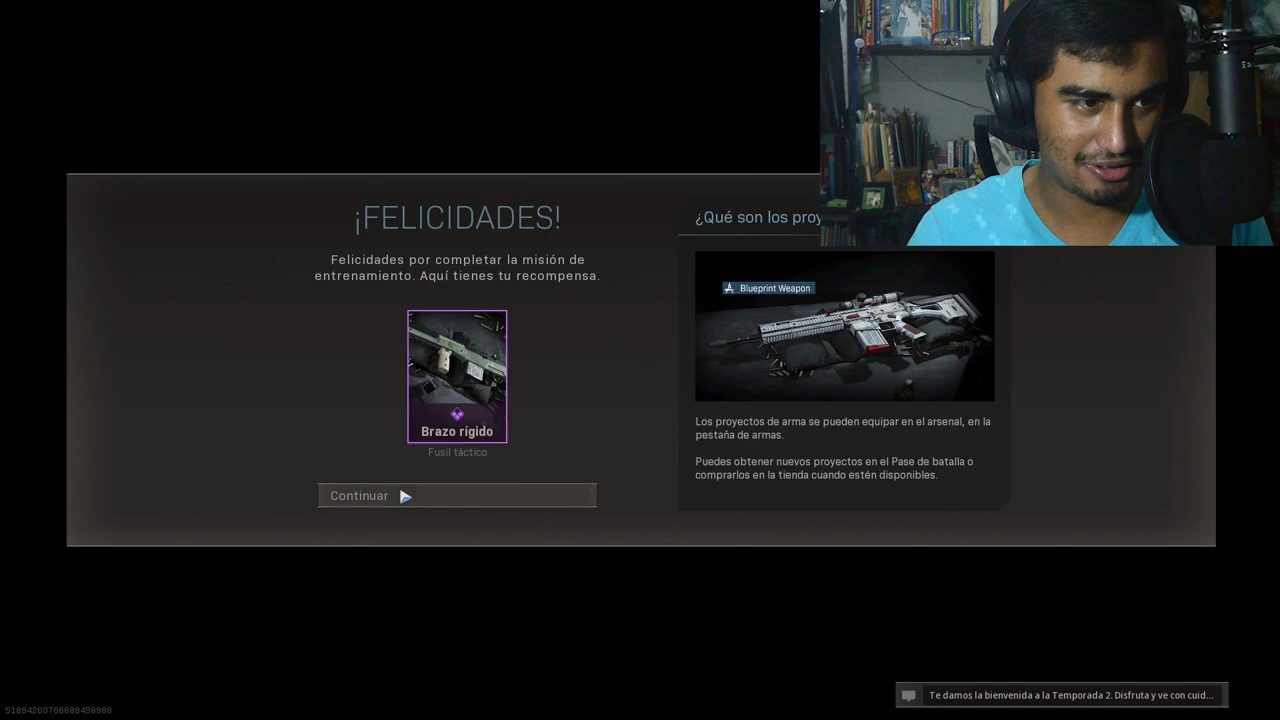 ¡FELICIDADES!
Felicidades por completar la misión de
entrenamiento. Aquí tienes tu recompensa.
Brazo rígido
Fusil táctico
Continuar
¿Qué son los proy
Blueprint Weapon
Los proyectos de arma se pueden equipar en el arsenal, en la
pestaña de armas.
Puedes obtener nuevos proyectos en el Pase de batalla o
comprarlos en la tienda cuando estén disponibles.
Te damos la bienvenida a la Temporada 2. Disfruta y ve con cuid...